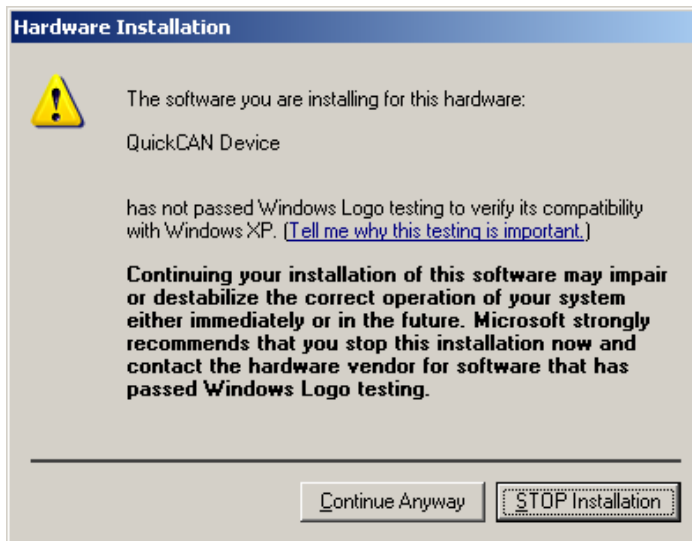 Hardware Installation
The software you are installing for this hardware:
QuickCAN Device
has not passed Windows Logo testing to verify its compatibility
with Windows XP. (Tell me why this testing is important.)
Continuing your installation of this software may impair
or destabilize the correct operation of your system
either immediately or in the future. Microsoft strongly
recommends that you stop this installation now and
contact the hardware vendor for software that has
passed Windows Logo testing.
Continue Anyway
STOP Installation